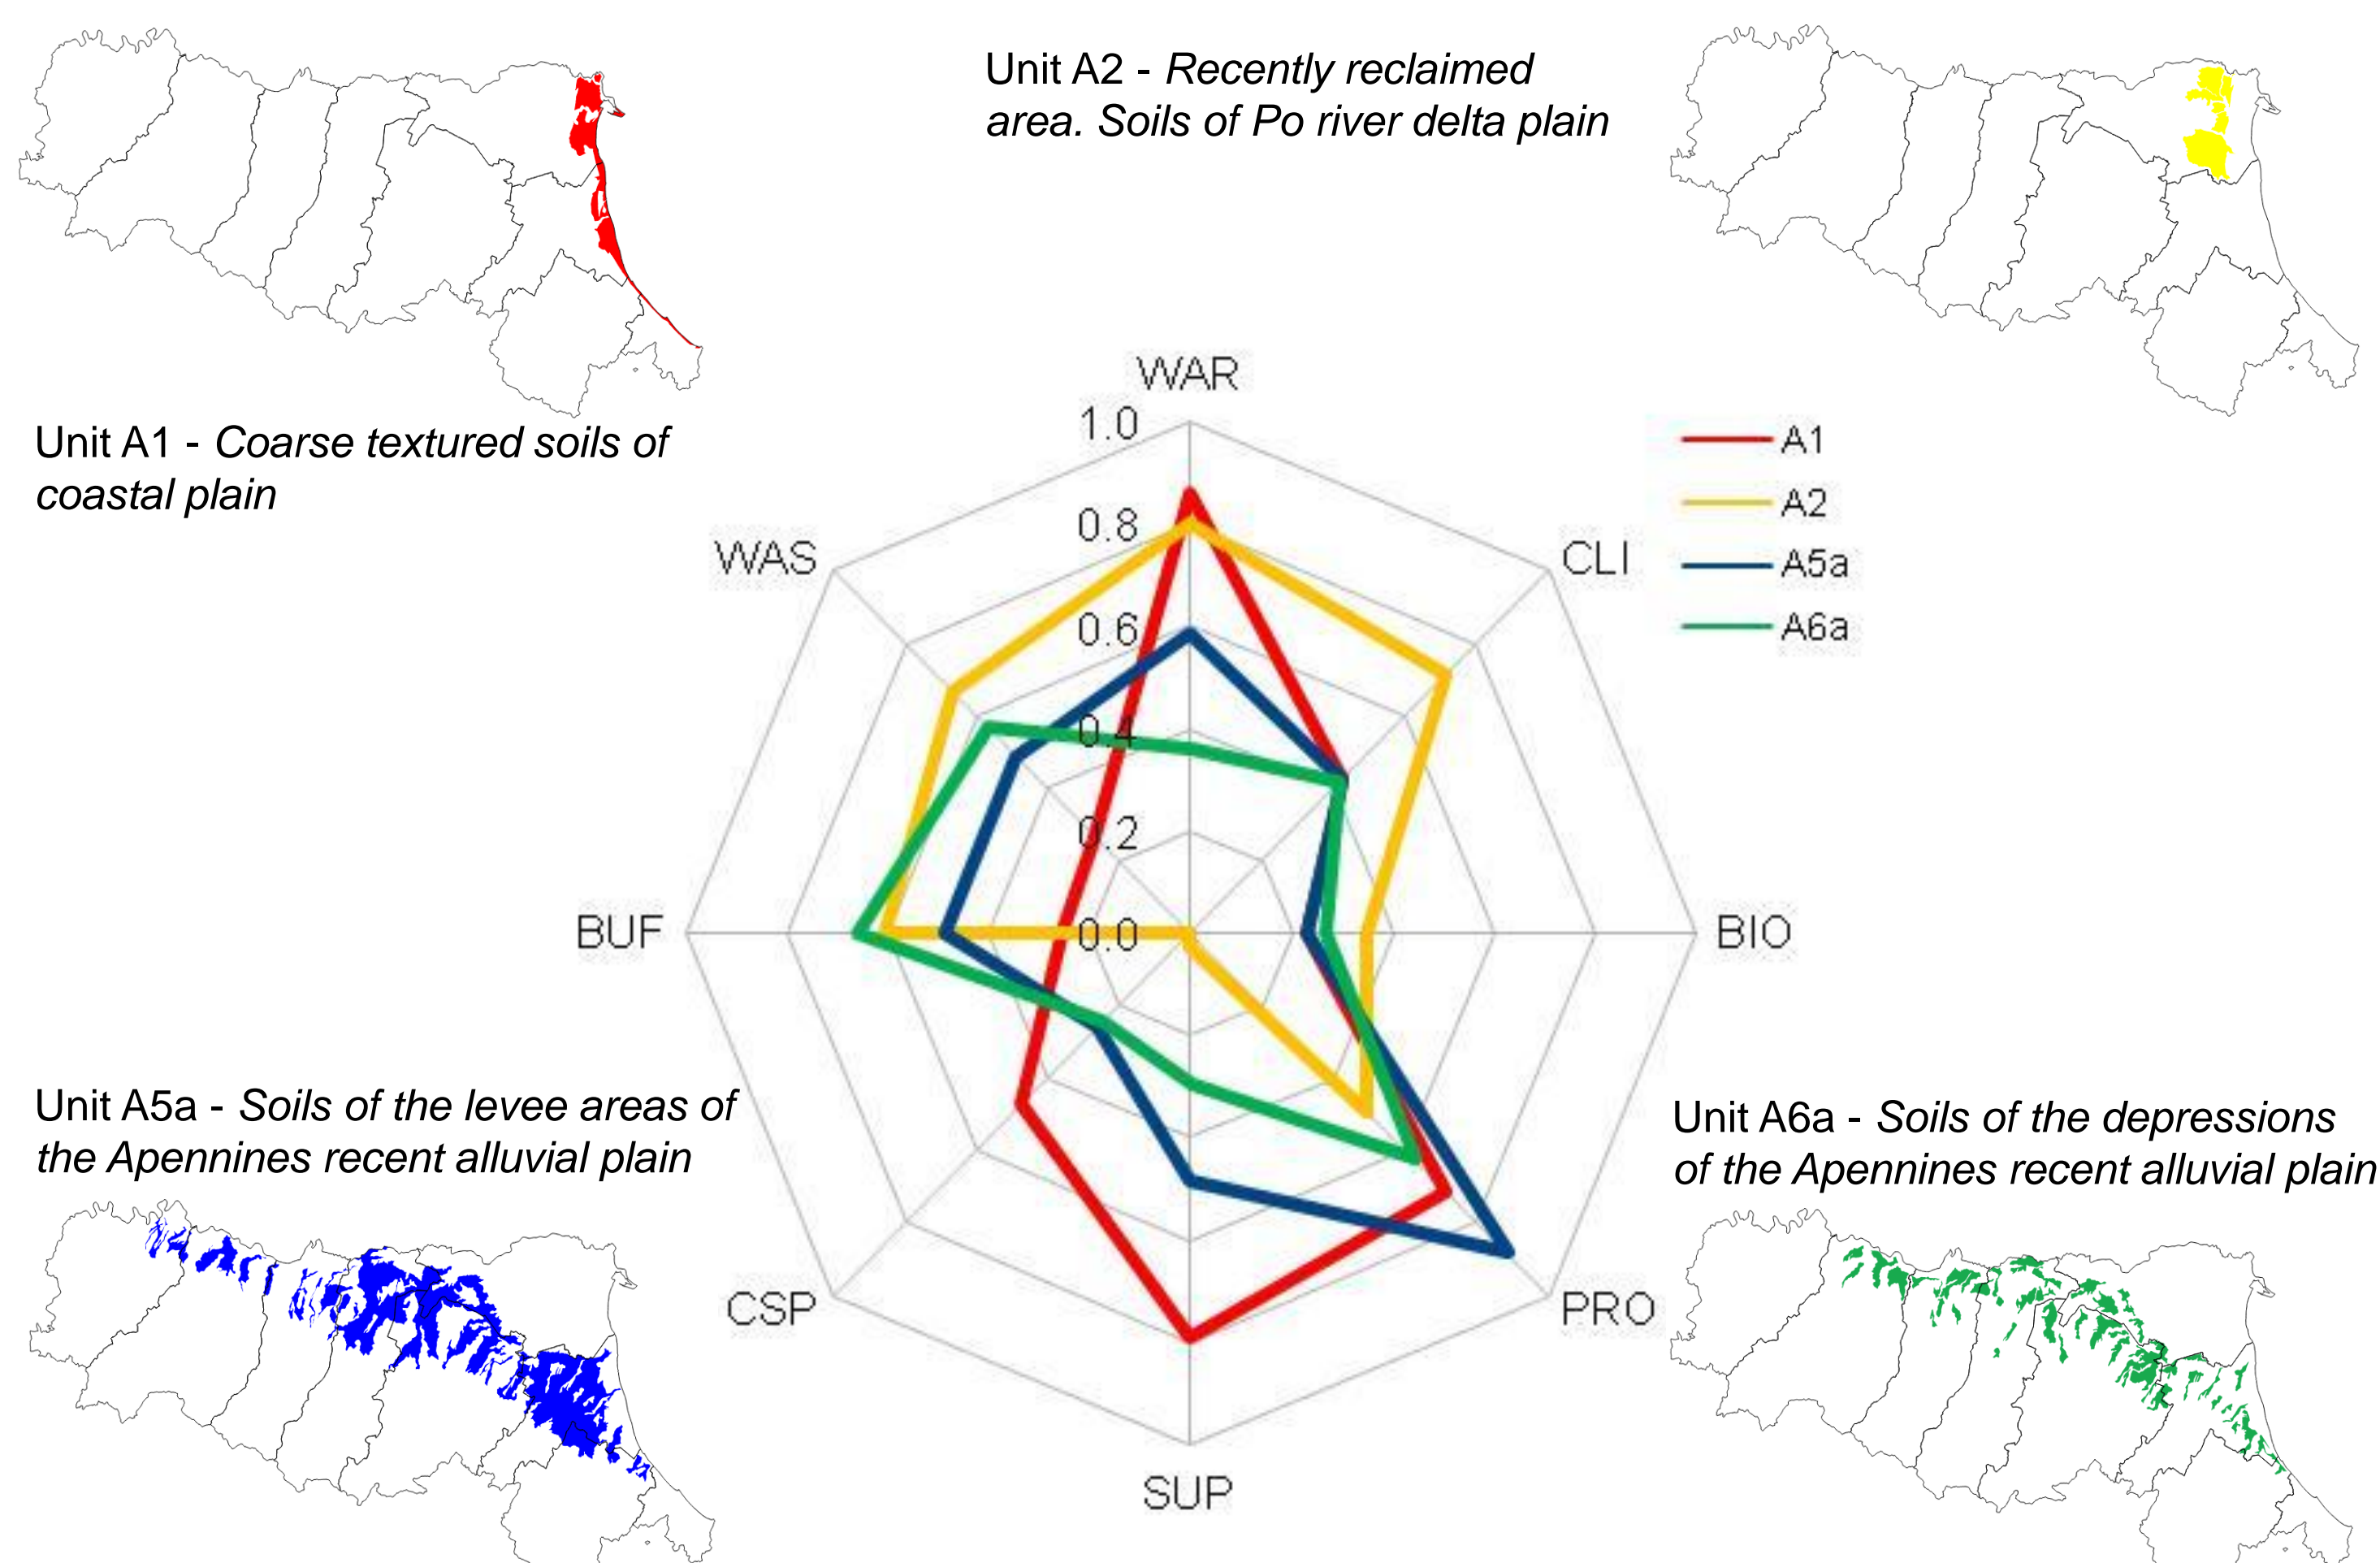 Unit A2 - Recently reclaimed
area. Soils of Po river delta plain
Unit A1 - Coarse textured soils of
coastal plain
WAR
1.0
0.8
0.6
0.4
0.2
0.0
CLI
BIO
PRO
SUP
CSP
BUF
WAS
A1
A2
A5a
A6a
Unit A5a - Soils of the levee areas of
the Apennines recent alluvial plain
Unit A6a - Soils of the depressions
of the Apennines recent alluvial plain